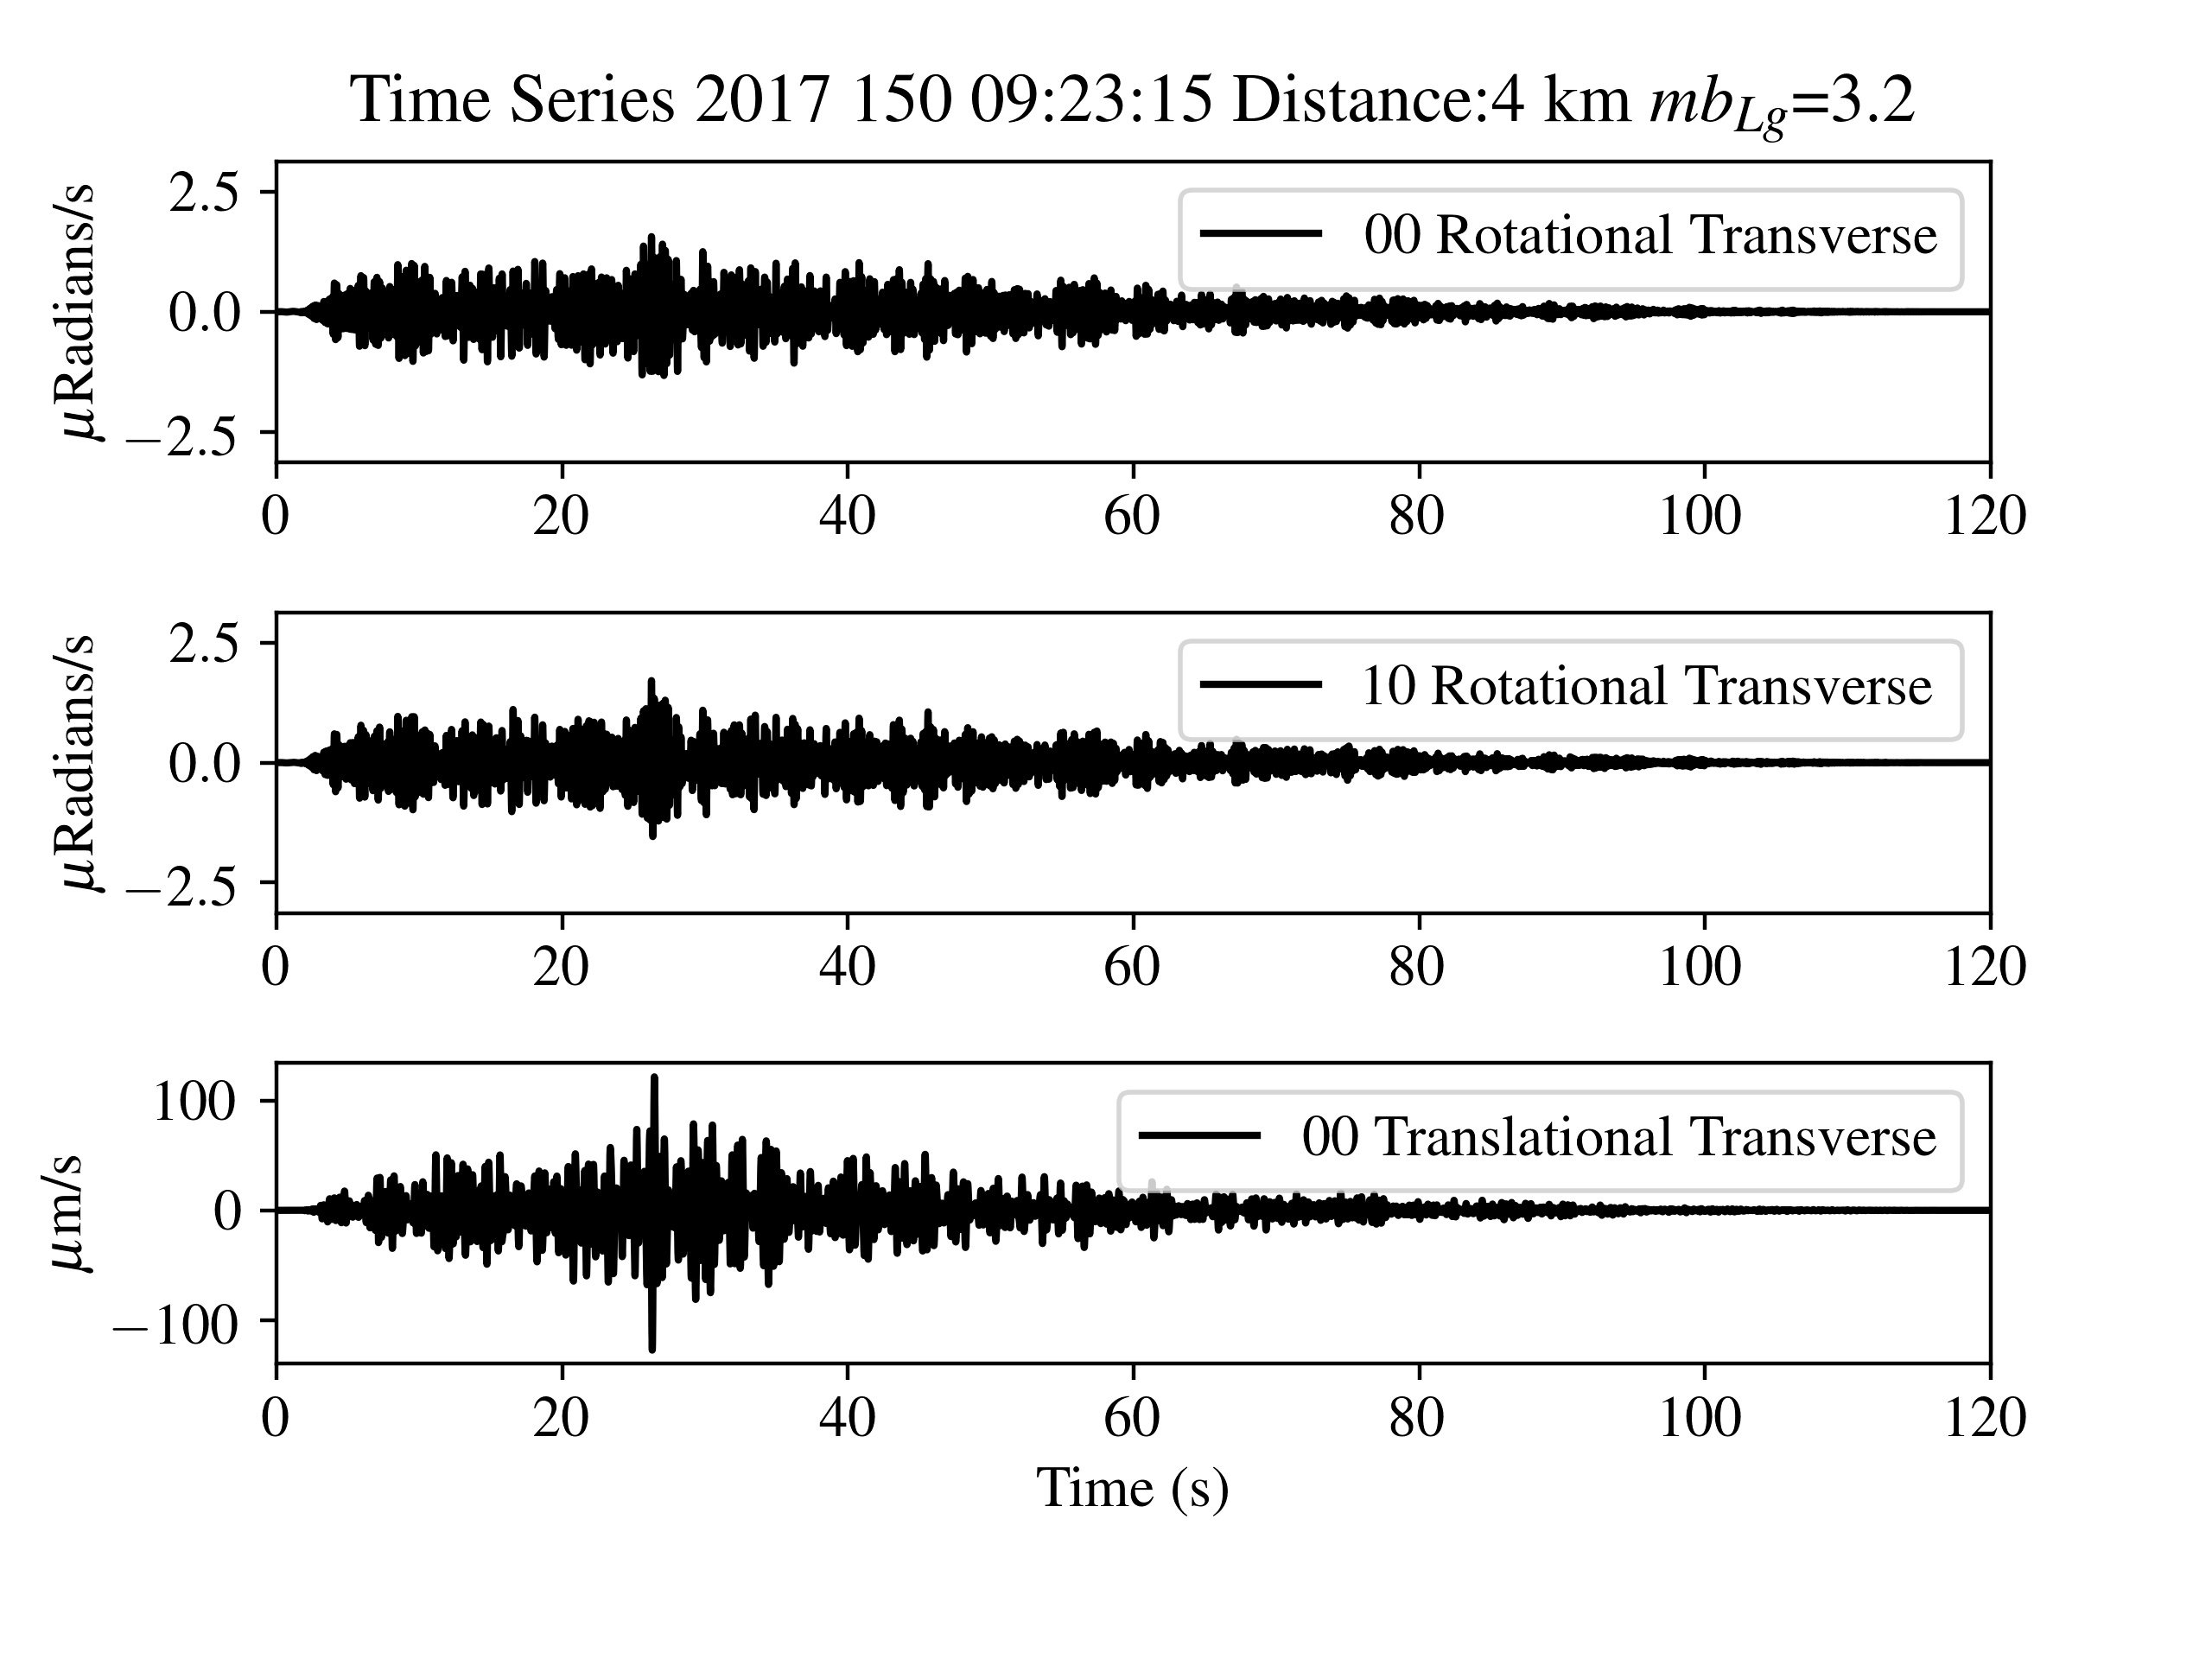 Time Series 2017 150 09:23:15 Distance:4 km mb_Lg=3.2
2.5
0.0
−2.5
μRadians/s
00 Rotational Transverse
0 20 40 60 80 100 120
2.5
0.0
−2.5
μRadians/s
10 Rotational Transverse
0 20 40 60 80 100 120
100
0
−100
μm/s
00 Translational Transverse
0 20 40 60 80 100 120
Time (s)